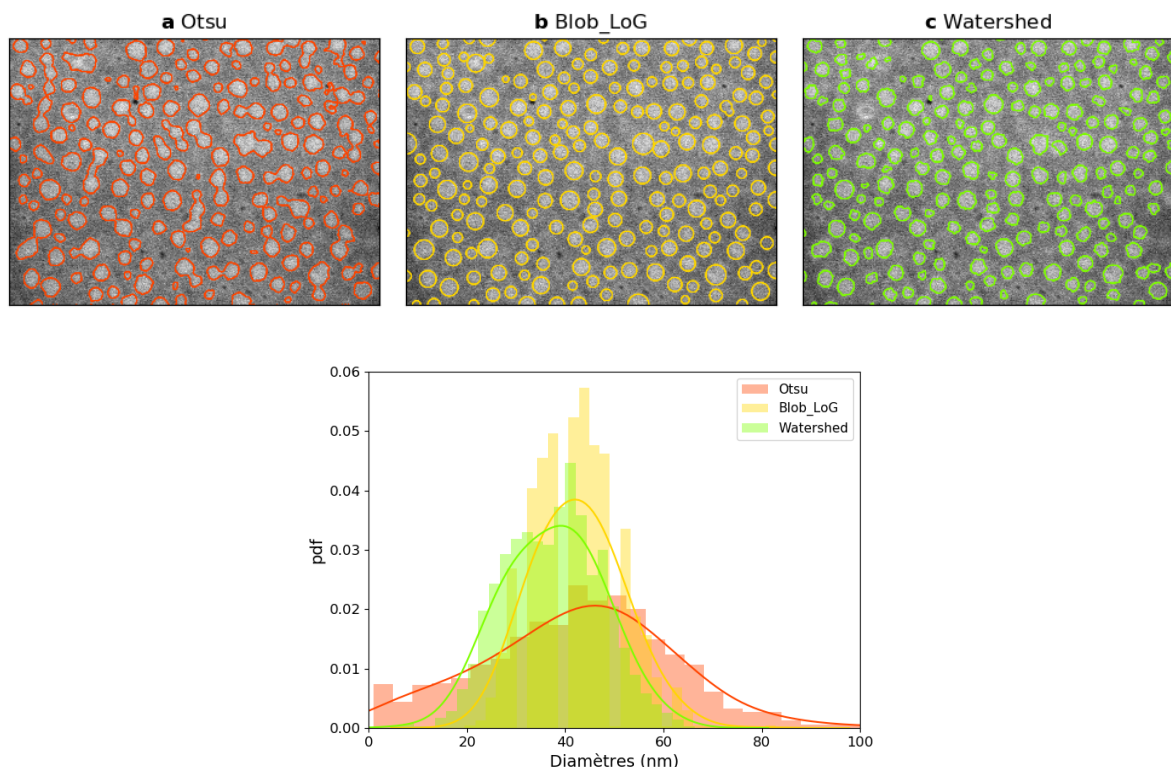 a Otsu
b Blob_LoG
c Watershed
0.06
0.05
0.04
0.03
0.02
0.01
0.00
pdf
Otsu
Blob_LoG
Watershed
0
20
40
60
80
100
Diamètres (nm)